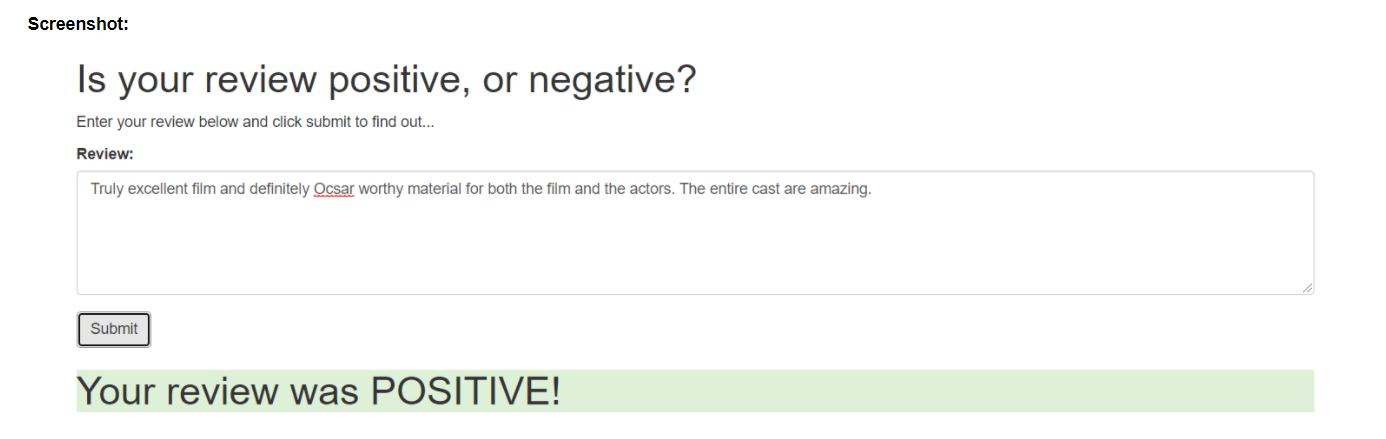 Screenshot:
Is your review positive, or negative?
Enter your review below and click submit to find out...
Review:
Truly excellent film and definitely Ocsar worthy material for both the film and the actors. The entire cast are amazing.
Submit
Your review was POSITIVE!